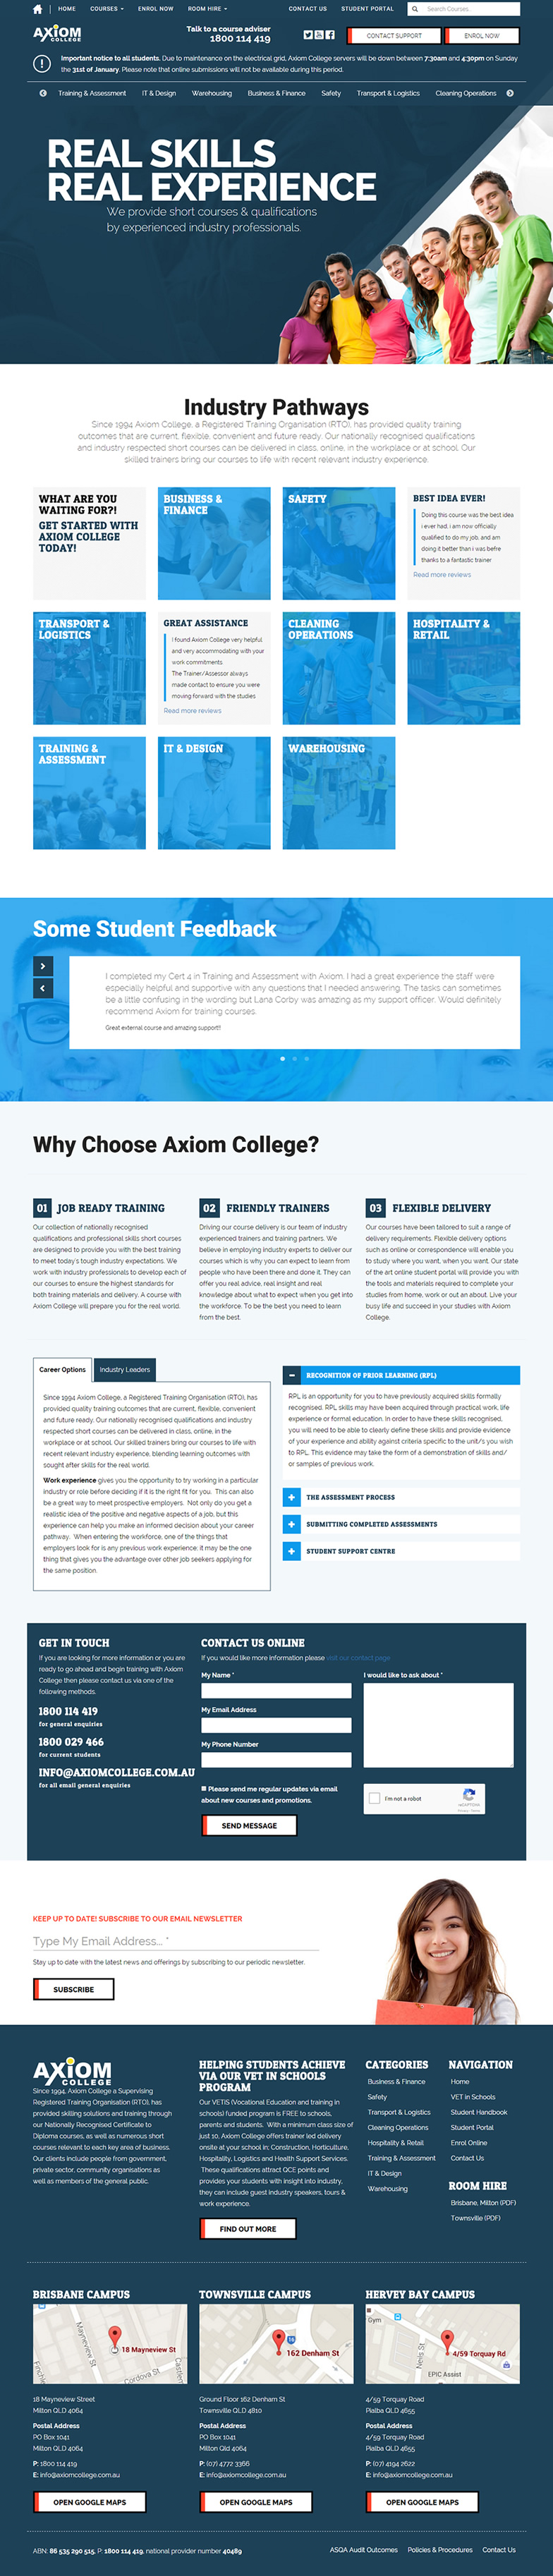 HOME COURSES ENROL NOW ROOM HIRE CONTACT US STUDENT PORTAL Search Courses...
AXIOM
COLLEGE
Talk to a course adviser
1800 114 419
CONTACT SUPPORT ENROL NOW
Important notice to all students. Due to maintenance on the electrical grid, Axiom College servers will be down between 7:30am and 4:30pm on Sunday
the 31st of January. Please note that online submissions will not be available during this period.
Training & Assessment IT & Design Warehousing Business & Finance Safety Transport & Logistics Cleaning Operations
REAL SKILLS
REAL EXPERIENCE
We provide short courses & qualifications
by experienced industry professionals.
Industry Pathways
Since 1994 Axiom College, a Registered Training Organisation (RTO), has provided quality training
outcomes that are current, flexible, convenient and future ready. Our nationally recognised qualifications
and industry respected short courses can be delivered in class, online, in the workplace or at school. Our
skilled trainers bring our courses to life with recent relevant industry experience.
WHAT ARE YOU
WAITING FOR?!
GET STARTED WITH
AXIOM COLLEGE
TODAY!
BUSINESS &
FINANCE
SAFETY
BEST IDEA EVER!
Doing this course was the best idea
i ever had, i am now officially
qualified to do my job, and am
doing it better than i was befre
thanks to a fantastic trainer
Read more reviews
TRANSPORT &
LOGISTICS
GREAT ASSISTANCE
I found Axiom College very helpful
and very accommodating with your
work commitments
The Trainer/Assessor always
made contact to ensure you were
moving forward with the studies
Read more reviews
CLEANING
OPERATIONS
HOSPITALITY &
RETAIL
TRAINING &
ASSESSMENT
IT & DESIGN
WAREHOUSING
Some Student Feedback
I completed my Cert 4 in Training and Assessment with Axiom. I had a great experience the staff were
especially helpful and supportive with any questions that I needed answering. The tasks can sometimes
be a little confusing in the wording but Lana Corby was amazing as my support officer. Would definitely
recommend Axiom for training courses.
Great external course and amazing support!!
Why Choose Axiom College?
01 JOB READY TRAINING
Our collection of nationally recognised
qualifications and professional skills short courses
are designed to provide you with the best training
to meet today's tough industry expectations. We
work with industry professionals to develop each of
our courses to ensure the highest standards for
both training materials and delivery. A course with
Axiom College will prepare you for the real world.
02 FRIENDLY TRAINERS
Driving our course delivery is our team of industry
experienced trainers and training partners. We
believe in employing industry experts to deliver our
courses which is why you can expect to learn from
people who have been there and done it. They can
offer you real advice, real insight and real
knowledge about what to expect when you get into
the workforce. To be the best you need to learn
from the best.
03 FLEXIBLE DELIVERY
Our courses have been tailored to suit a range of
delivery requirements. Flexible delivery options
such as online or correspondence will enable you
to study where you want, when you want. Our state
of the art online student portal will provide you with
the tools and materials required to complete your
studies from home, work or out an about. Live your
busy life and succeed in your studies with Axiom
College.
Career Options Industry Leaders
Since 1994 Axiom College, a Registered Training Organisation (RTO), has
provided quality training outcomes that are current, flexible, convenient
and future ready. Our nationally recognised qualifications and industry
respected short courses can be delivered in class, online, in the
workplace or at school. Our skilled trainers bring our courses to life with
recent relevant industry experience, blending learning outcomes with
sought after skills for the real world.
Work experience gives you the opportunity to try working in a particular
industry or role before deciding if it is the right fit for you. This can also
be a great way to meet prospective employers. Not only do you get a
realistic idea of the positive and negative aspects of a job, but this
experience can help you make an informed decision about your career
pathway. When entering the workforce, one of the things that
employers look for is any previous work experience; it may be the one
thing that gives you the advantage over other job seekers applying for
the same position.
RECOGNITION OF PRIOR LEARNING (RPL)
RPL is an opportunity for you to have previously acquired skills formally
recognised. RPL skills may have been acquired through practical work, life
experience or formal education. In order to have these skills recognised,
you will need to be able to clearly define these skills and provide evidence
of your experience and ability against criteria specific to the unit/s you wish
to RPL. This evidence may take the form of a demonstration of skills and/
or samples of previous work.
THE ASSESSMENT PROCESS
SUBMITTING COMPLETED ASSESSMENTS
STUDENT SUPPORT CENTRE
GET IN TOUCH
If you are looking for more information or you are
ready to go ahead and begin training with Axiom
College then please contact us via one of the
following methods.
1800 114 419
for general enquiries
1800 029 466
for current students
INFO@AXIOMCOLLEGE.COM.AU
for all email general enquiries
CONTACT US ONLINE
If you would like more information please visit our contact page
My Name *
My Email Address
My Phone Number
Please send me regular updates via email
about new courses and promotions.
SEND MESSAGE
I would like to ask about *
I'm not a robot
reCAPTCHA
Privacy - Terms
KEEP UP TO DATE! SUBSCRIBE TO OUR EMAIL NEWSLETTER
Type My Email Address... *
Stay up to date with the latest news and offerings by subscribing to our periodic newsletter.
SUBSCRIBE
AXIOM
COLLEGE
Since 1994, Axiom College a Supervising
Registered Training Organisation (RTO), has
provided skilling solutions and training through
our Nationally Recognised Certificate to
Diploma courses, as well as numerous short
courses relevant to each key area of business.
Our clients include people from government,
private sector, community organisations as
well as members of the general public.
HELPING STUDENTS ACHIEVE
VIA OUR VET IN SCHOOLS
PROGRAM
Our VETiS (Vocational Education and training in
schools) funded program is FREE to schools,
parents and students. With a minimum class size of
just 10, Axiom College offers trainer led delivery
onsite at your school in; Construction, Horticulture,
Hospitality, Logistics and Health Support Services.
These qualifications attract QCE points and
provides your students with insight into industry,
they can include guest industry speakers, tours &
work experience.
FIND OUT MORE
CATEGORIES
Business & Finance
Safety
Transport & Logistics
Cleaning Operations
Hospitality & Retail
Training & Assessment
IT & Design
Warehousing
NAVIGATION
Home
VET in Schools
Student Handbook
Student Portal
Enrol Online
Contact Us
ROOM HIRE
Brisbane, Milton (PDF)
Townsville (PDF)
BRISBANE CAMPUS
Mayneview St
18 Mayneview St
Cordova St
Finchley
Castlem
18 Mayneview Street
Milton QLD 4064
Postal Address
PO Box 1041
Milton QLD 4064
P: 1800 114 419
E: info@axiomcollege.com.au
OPEN GOOGLE MAPS
TOWNSVILLE CAMPUS
162 Denham St
Ground Floor 162 Denham St
Townsville QLD 4810
Postal Address
PO Box 1041
Milton Qld 4064
P: (07) 4772 3366
E: info@axiomcollege.com.au
OPEN GOOGLE MAPS
HERVEY BAY CAMPUS
Gym
Neils St
4/59 Torquay Rd
EPIC Assist
4/59 Torquay Road
Pialba QLD 4655
Postal Address
4/59 Torquay Road
Pialba QLD 4655
P: (07) 4194 2622
E: info@axiomcollege.com.au
OPEN GOOGLE MAPS
ABN: 86 535 290 515, P: 1800 114 419, national provider number 40489
ASQA Audit Outcomes Policies & Procedures Contact Us